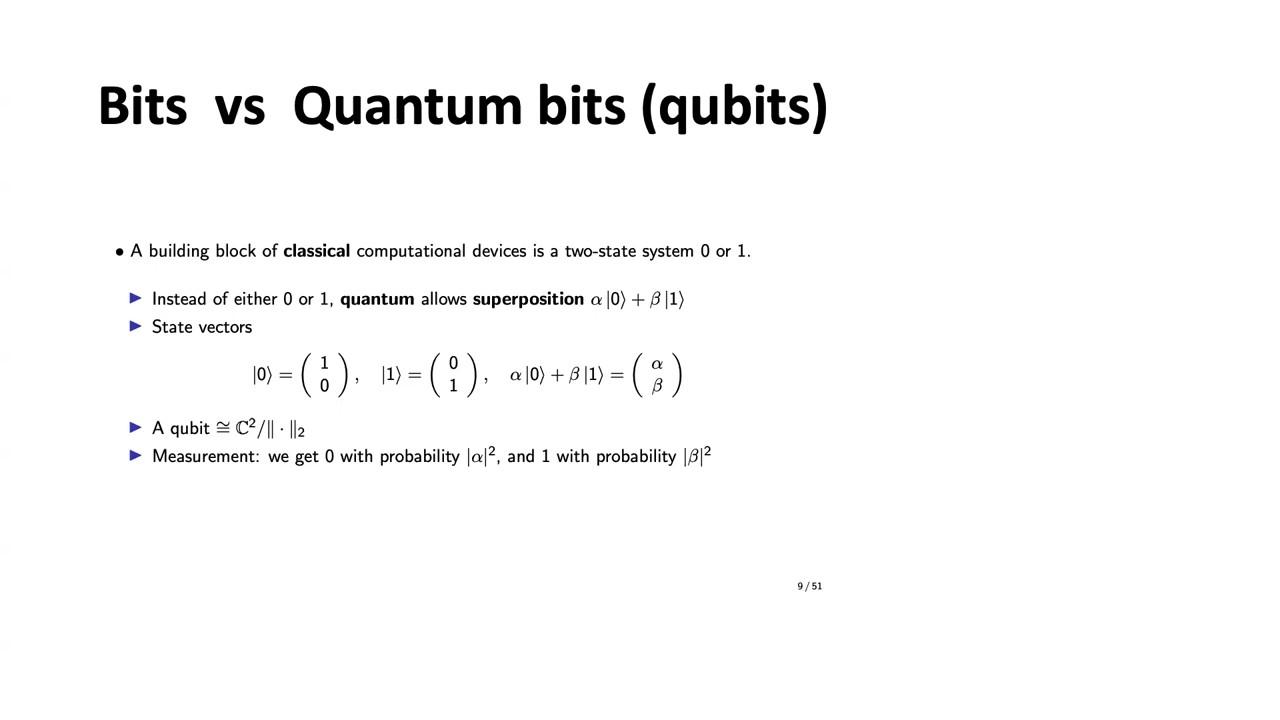 Bits vs Quantum bits (qubits)
• A building block of classical computational devices is a two-state system 0 or 1.
▶ Instead of either 0 or 1, quantum allows superposition α|0⟩ + β|1⟩
▶ State vectors
|0⟩ = ( 1 0 ), |1⟩ = ( 0 1 ), α|0⟩ + β|1⟩ = ( α β )
▶ A qubit ≅ ℂ²/‖ · ‖₂
▶ Measurement: we get 0 with probability |α|², and 1 with probability |β|²
9 / 51